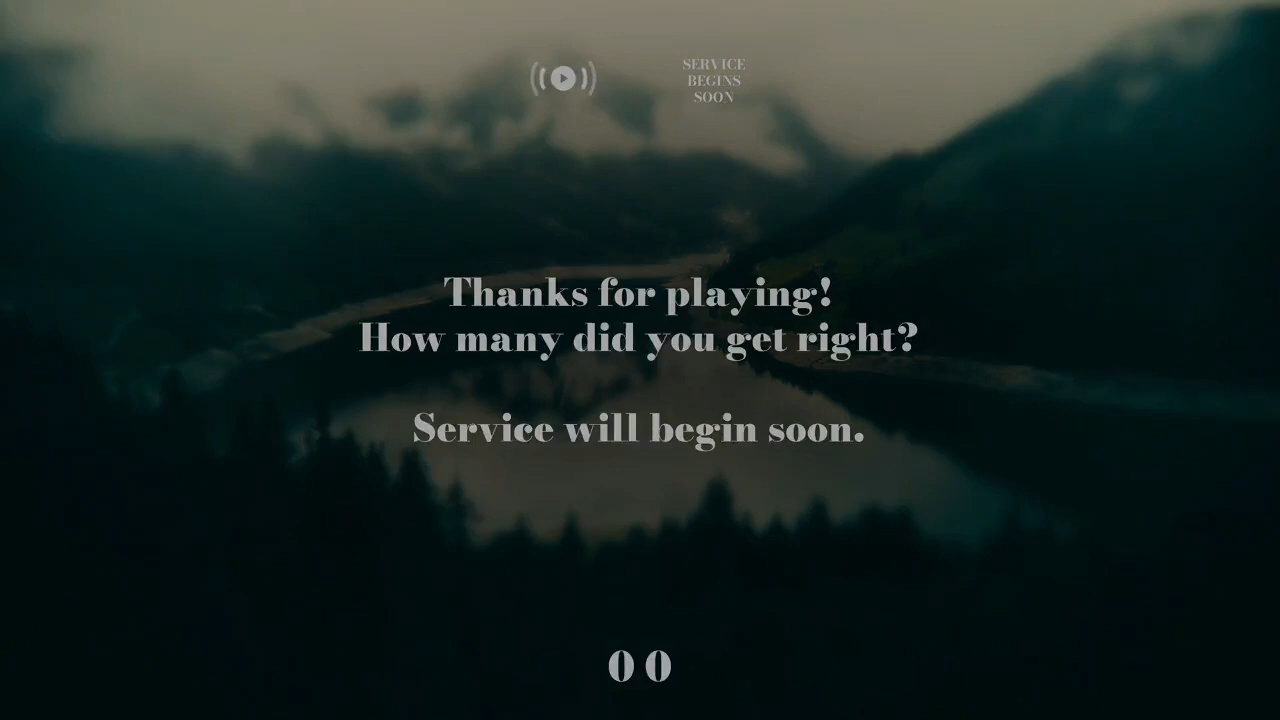 SERVICE
BEGINS
SOON
Thanks for playing!
How many did you get right?
Service will begin soon.
0 0